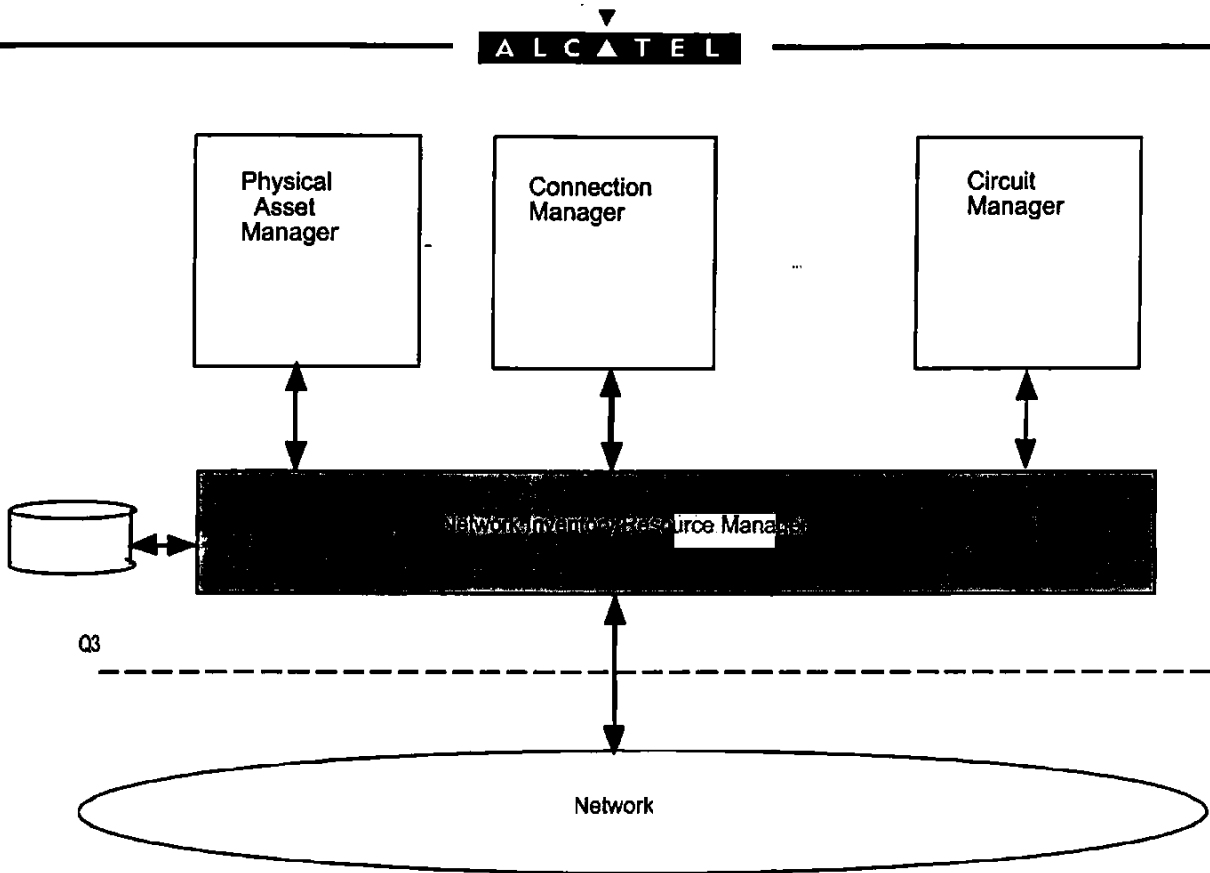 ALCATEL
Physical
Asset
Manager
Connection
Manager
...
Circuit
Manager
Network Inventory Resource Manager
Q3
Network